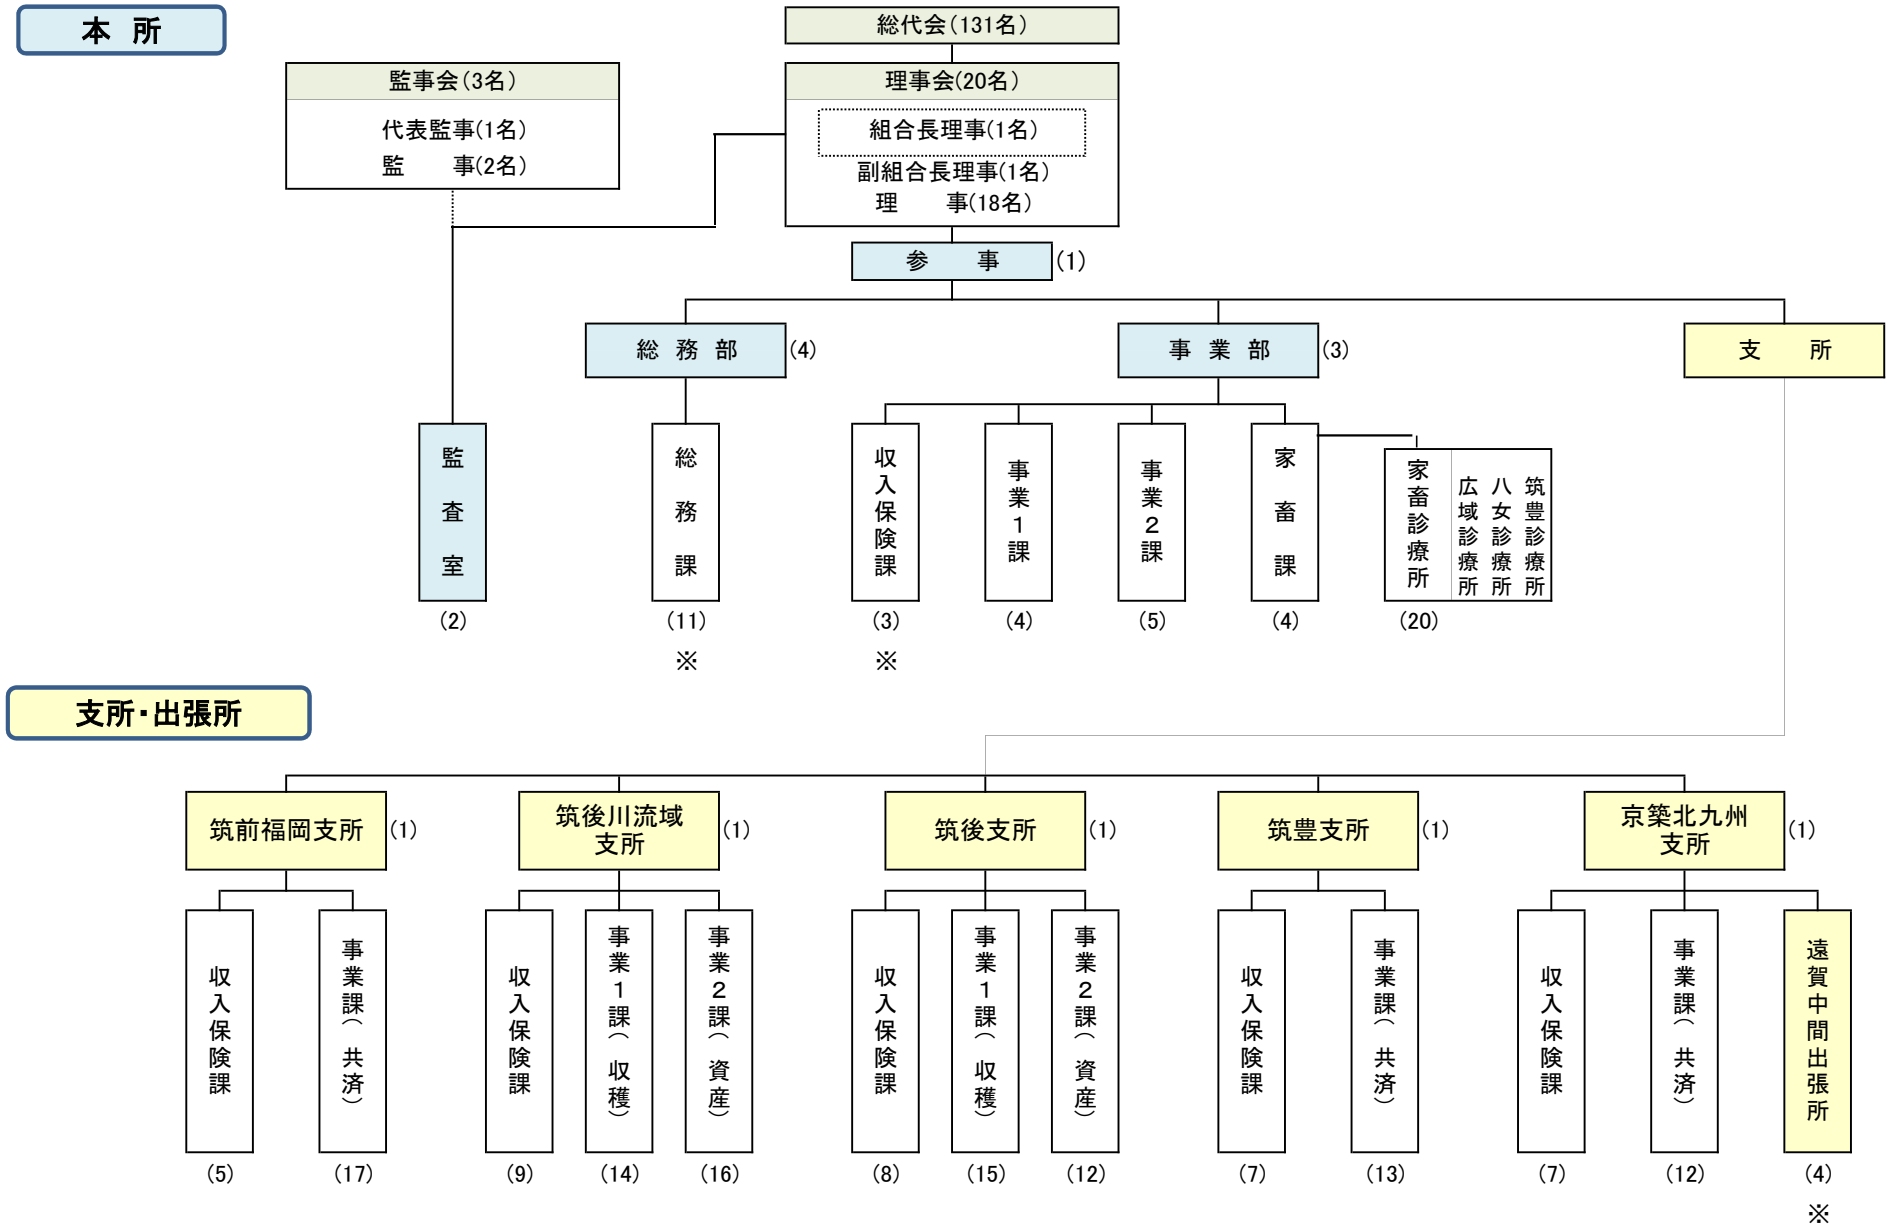 本 所
総代会(131名)
監事会(3名)
代表監事(1名)
監 事(2名)
理事会(20名)
組合長理事(1名)
副組合長理事(1名)
理 事(18名)
参 事 (1)
総 務 部 (4)
事 業 部 (3)
支 所
監査室
(2)
総務課
(11)
※
収入保険課
(3)
※
事業1課
(4)
事業2課
(5)
家畜課
(4)
家畜診療所
広域診療所
八女診療所
筑豊診療所
(20)
支所・出張所
筑前福岡支所 (1)
収入保険課
(5)
事業課(共済)
(17)
筑後川流域
支所 (1)
収入保険課
(9)
事業1課(収穫)
(14)
事業2課(資産)
(16)
筑後支所 (1)
収入保険課
(8)
事業1課(収穫)
(15)
事業2課(資産)
(12)
筑豊支所 (1)
収入保険課
(7)
事業課(共済)
(13)
京築北九州
支所 (1)
収入保険課
(7)
事業課(共済)
(12)
遠賀中間出張所
(4)
※